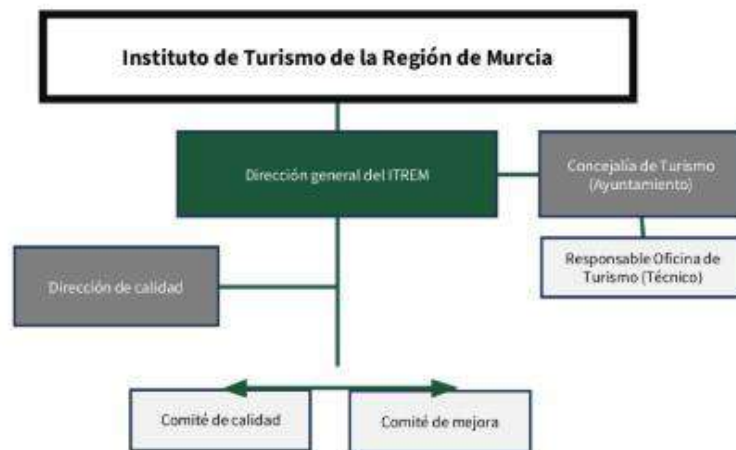 Instituto de Turismo de la Región de Murcia
Dirección general del ITREM
Concejalía de Turismo
(Ayuntamiento)
Responsable Oficina de
Turismo (Técnico)
Dirección de calidad
Comité de calidad
Comité de mejora